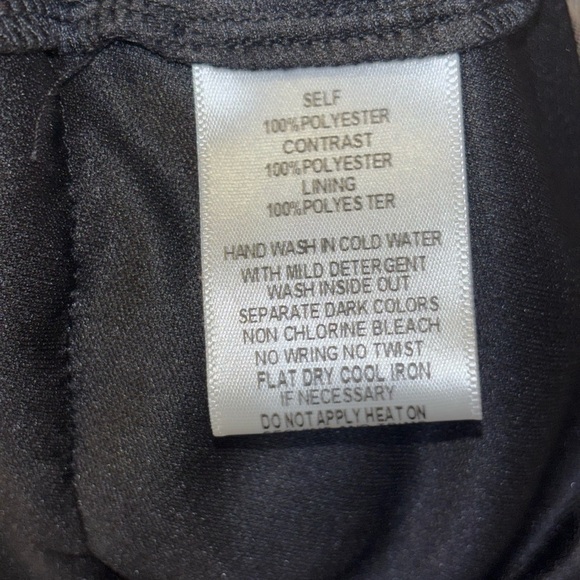 SELF
100%POLYESTER
CONTRAST
100%POLYESTER
LINING
100%POLYESTER
HAND WASH IN COLD WATER
WITH MILD DETERGENT
WASH INSIDE OUT
SEPARATE DARK COLORS
NON CHLORINE BLEACH
NO WRING NO TWIST
FLAT DRY COOL IRON
IF NECESSARY
DO NOT APPLY HEAT ON